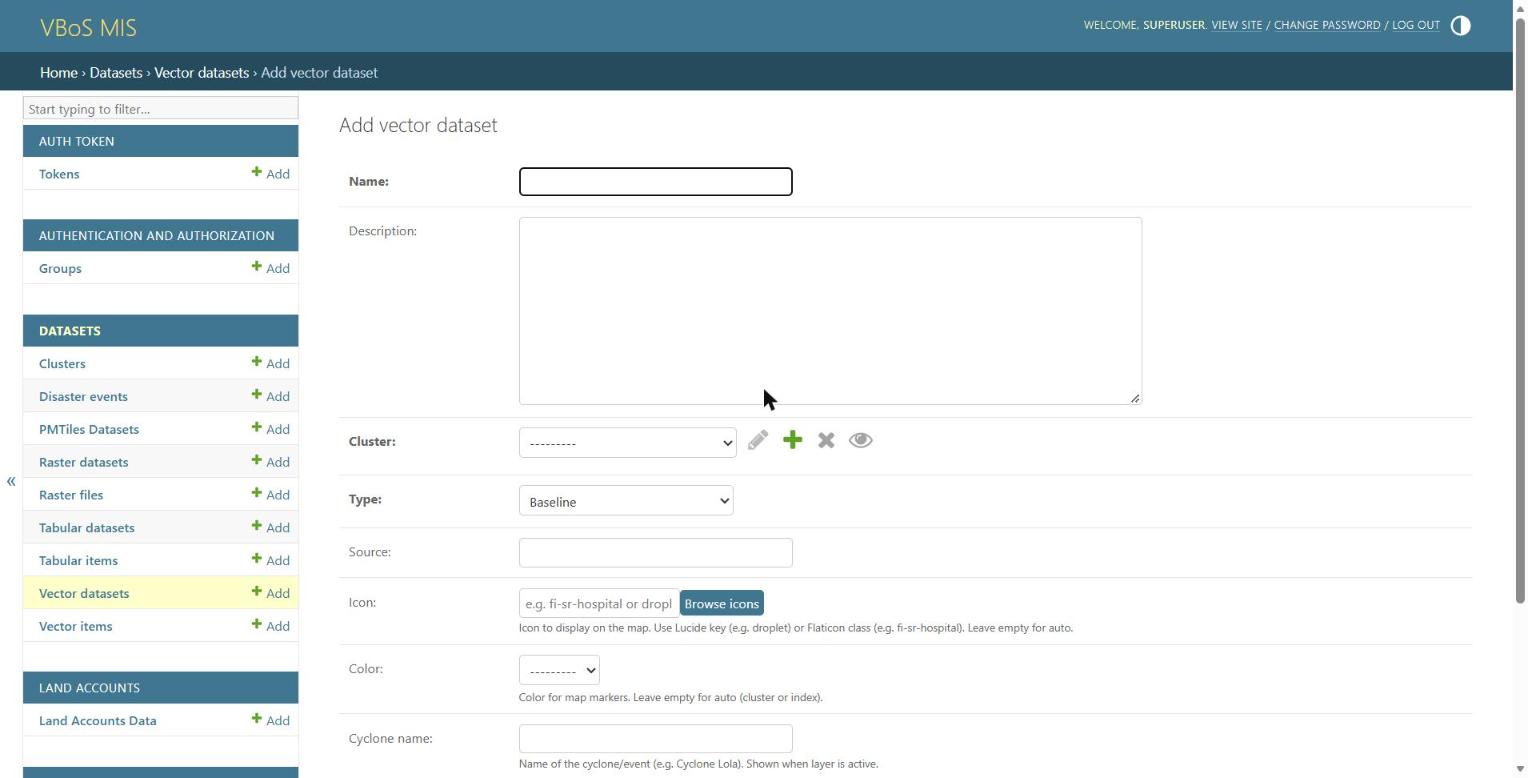 VBoS MIS
WELCOME, SUPERUSER. VIEW SITE / CHANGE PASSWORD / LOG OUT
Home › Datasets › Vector datasets › Add vector dataset
Start typing to filter...
AUTH TOKEN
Tokens Add
AUTHENTICATION AND AUTHORIZATION
Groups Add
DATASETS
Clusters Add
Disaster events Add
PMTiles Datasets Add
Raster datasets Add
Raster files Add
Tabular datasets Add
Tabular items Add
Vector datasets Add
Vector items Add
LAND ACCOUNTS
Land Accounts Data Add
«
Add vector dataset
Name:
Description:
Cluster: ---------
Type: Baseline
Source:
Icon: e.g. fi-sr-hospital or dropl Browse icons
Icon to display on the map. Use Lucide key (e.g. droplet) or Flaticon class (e.g. fi-sr-hospital). Leave empty for auto.
Color: ---------
Color for map markers. Leave empty for auto (cluster or index).
Cyclone name:
Name of the cyclone/event (e.g. Cyclone Lola). Shown when layer is active.